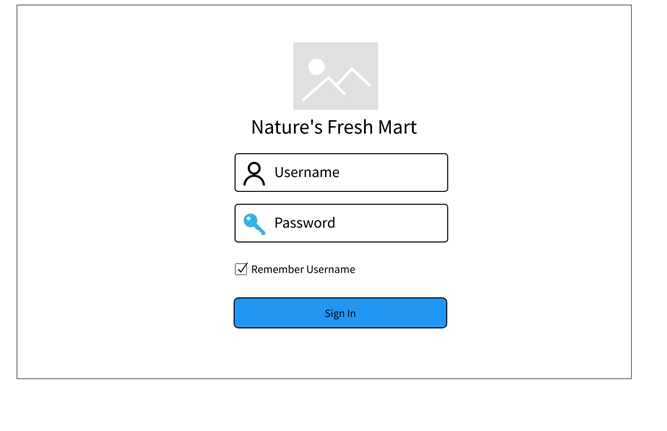 Nature's Fresh Mart
Username
Password
Remember Username
Sign In